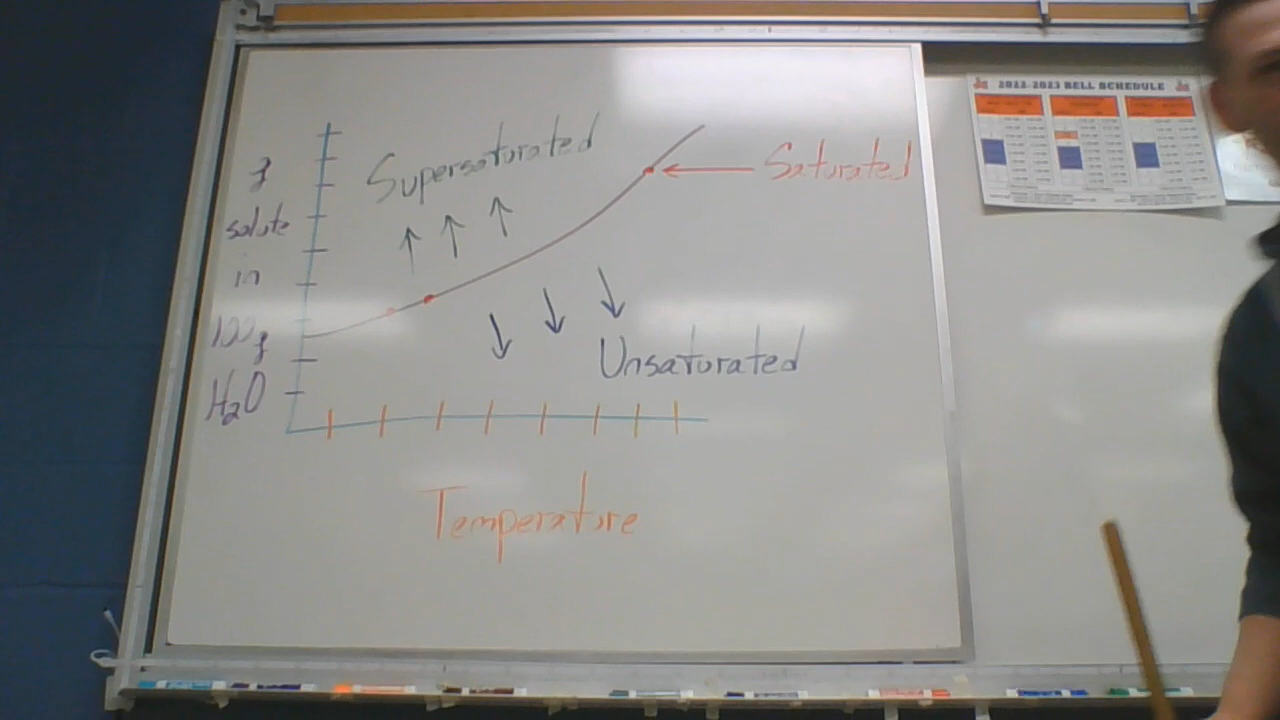 Supersaturated
Saturated
g
solute
in
100g
H₂O
Unsaturated
Temperature
2022-2023 BELL SCHEDULE